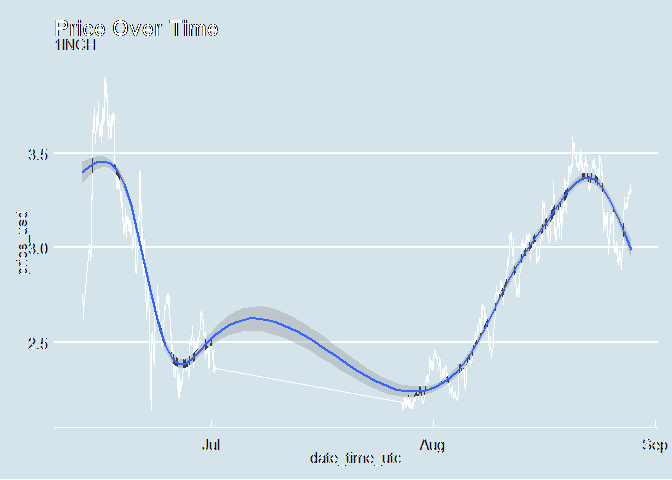 Price Over Time
1INCH
3.5
3.0
2.5
price_usd
Jul
Aug
Sep
date_time_utc